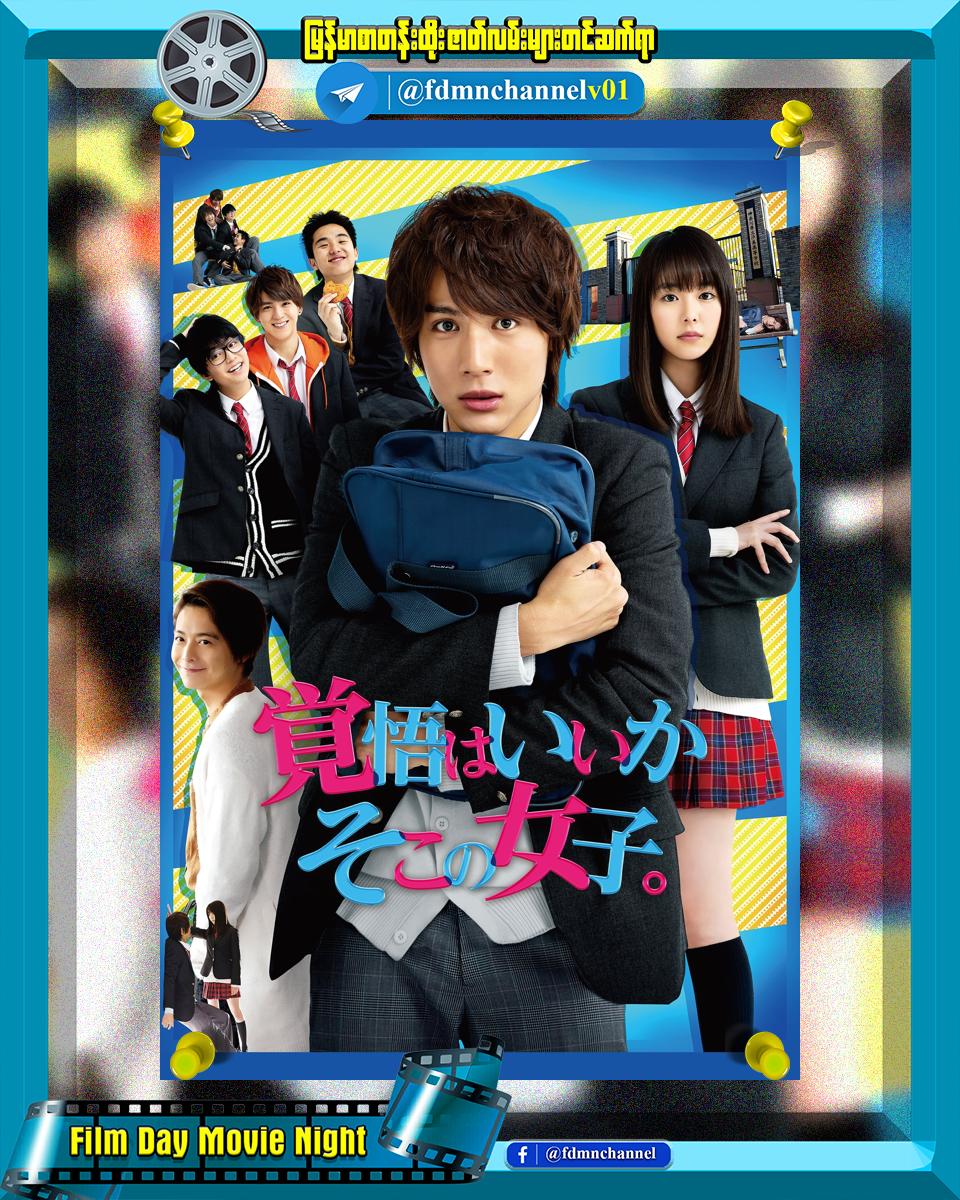 မြန်မာစာတန်းထိုးဇာတ်လမ်းများတင်ဆက်ရာ
@fdmnchannelv01
覚悟はいいか
そこの女子。
Film Day Movie Night
f @fdmnchannel